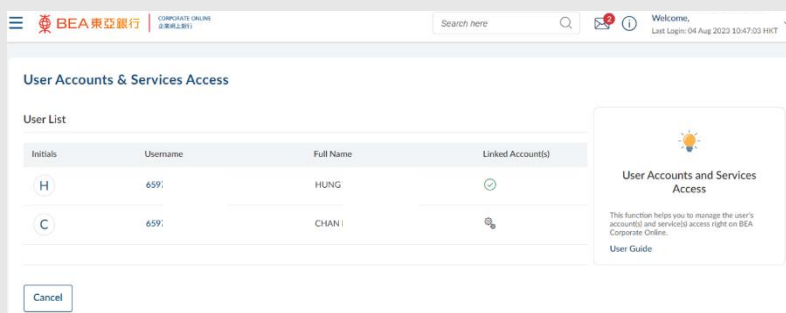 BEA東亞銀行
CORPORATE ONLINE
企業網上銀行
Search here
2
Welcome,
Last Login: 04 Aug 2023 10:47:03 HKT
User Accounts & Services Access
User List
Initials Username Full Name Linked Account(s)
H 6597 HUNG
C 6597 CHAN
Cancel
User Accounts and Services
Access
This function helps you to manage the user's
account(s) and service(s) access right on BEA
Corporate Online.
User Guide